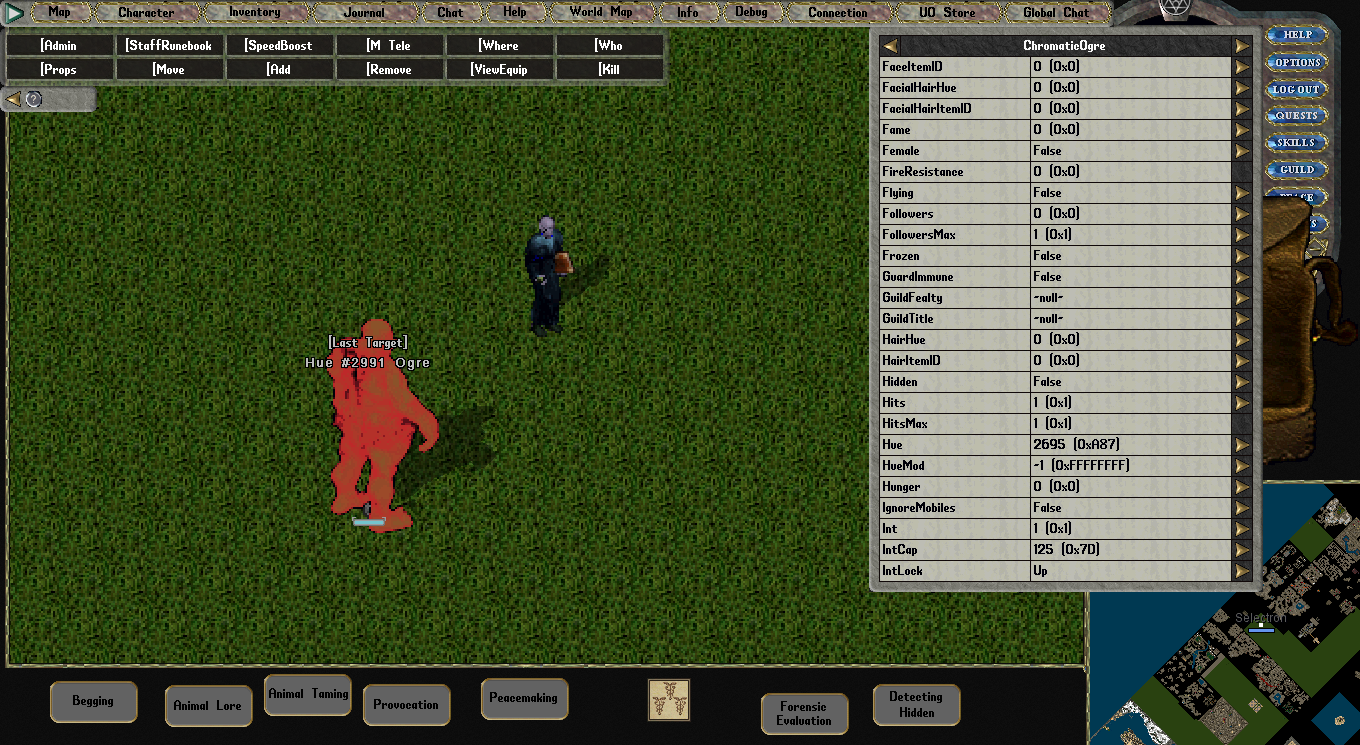 Map Character Inventory Journal Chat Help World Map Info Debug Connection UO Store Global Chat
[Admin [StaffRunebook [SpeedBoost [M Tele [Where [Who
[Props [Move [Add [Remove [ViewEquip [Kill
?
[Last Target]
Hue #2991 Ogre
ChromaticOgre
FaceItemID 0 (0x0)
FacialHairHue 0 (0x0)
FacialHairItemID 0 (0x0)
Fame 0 (0x0)
Female False
FireResistance 0 (0x0)
Flying False
Followers 0 (0x0)
FollowersMax 1 (0x1)
Frozen False
GuardImmune False
GuildFealty -null-
GuildTitle -null-
HairHue 0 (0x0)
HairItemID 0 (0x0)
Hidden False
Hits 1 (0x1)
HitsMax 1 (0x1)
Hue 2695 (0xA87)
HueMod -1 (0xFFFFFFFF)
Hunger 0 (0x0)
IgnoreMobiles False
Int 1 (0x1)
IntCap 125 (0x7D)
IntLock Up
HELP
OPTIONS
LOG OUT
QUESTS
SKILLS
GUILD
Selectron
Begging
Animal Lore
Animal Taming
Provocation
Peacemaking
Forensic
Evaluation
Detecting
Hidden